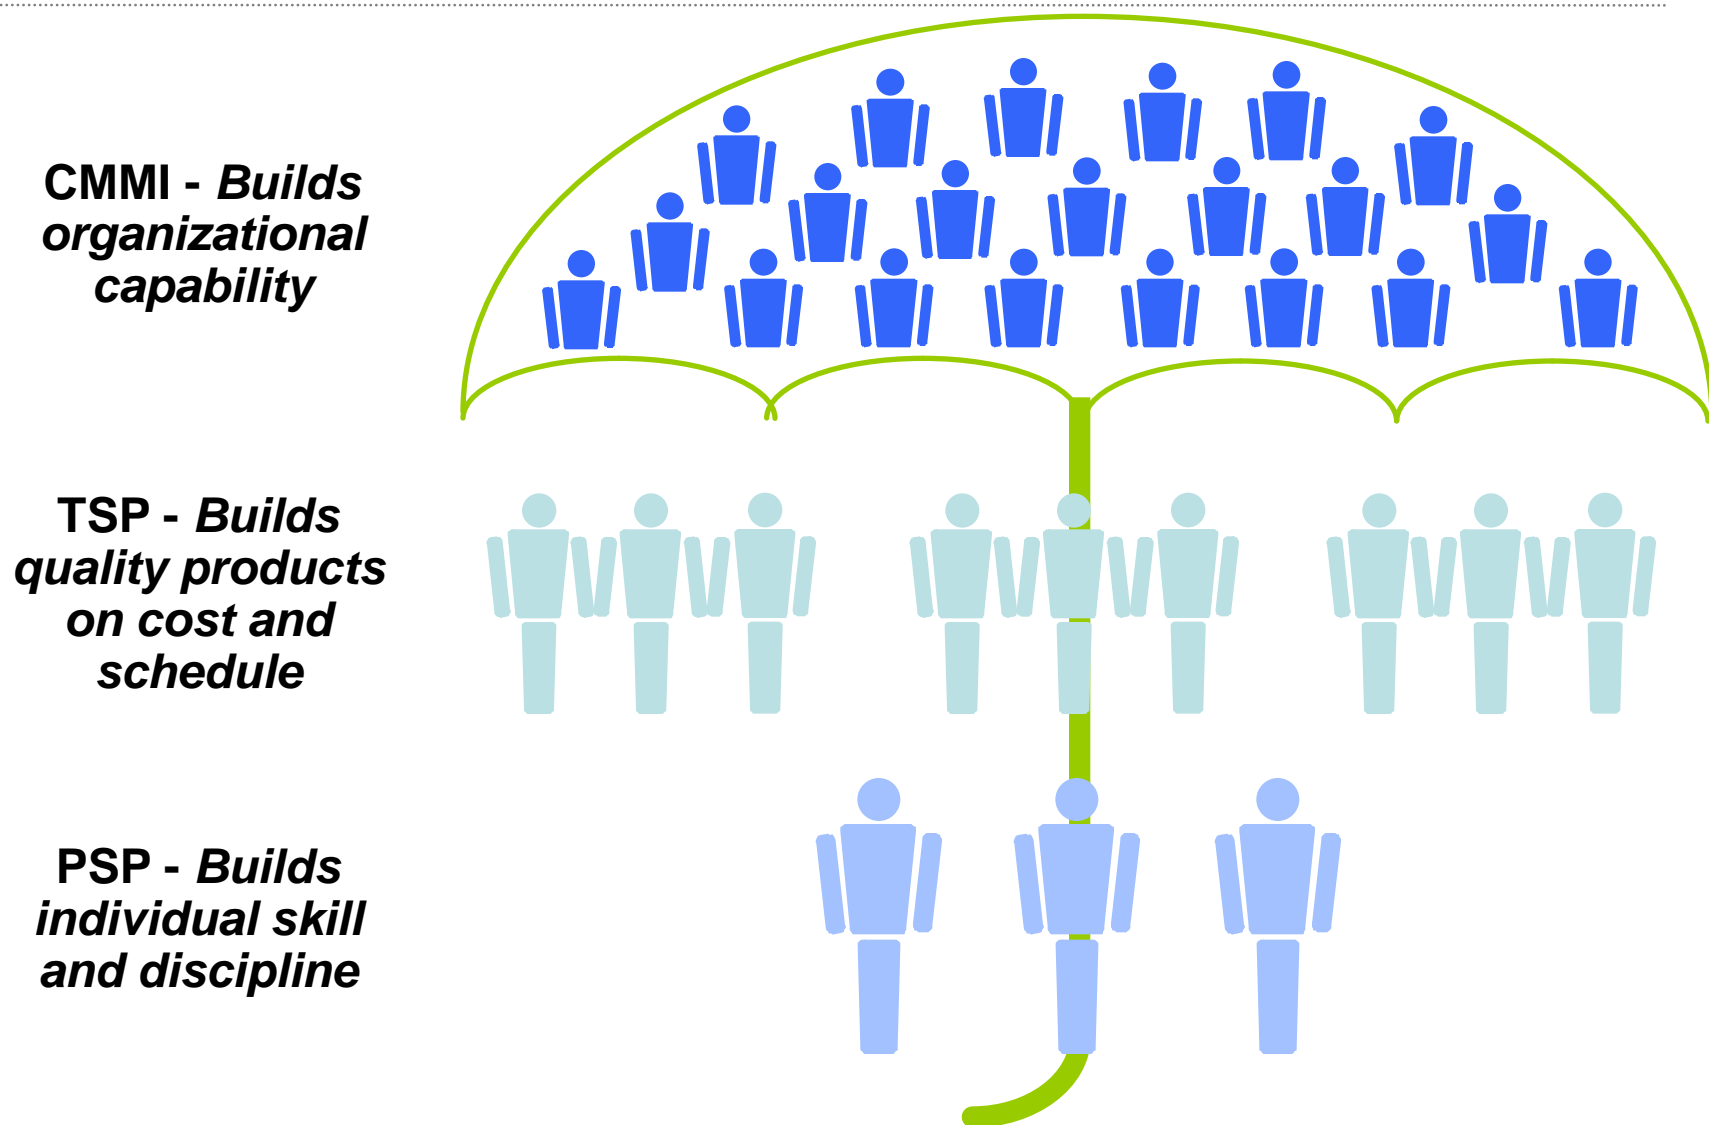 CMMI - Builds
organizational
capability
TSP - Builds
quality products
on cost and
schedule
PSP - Builds
individual skill
and discipline